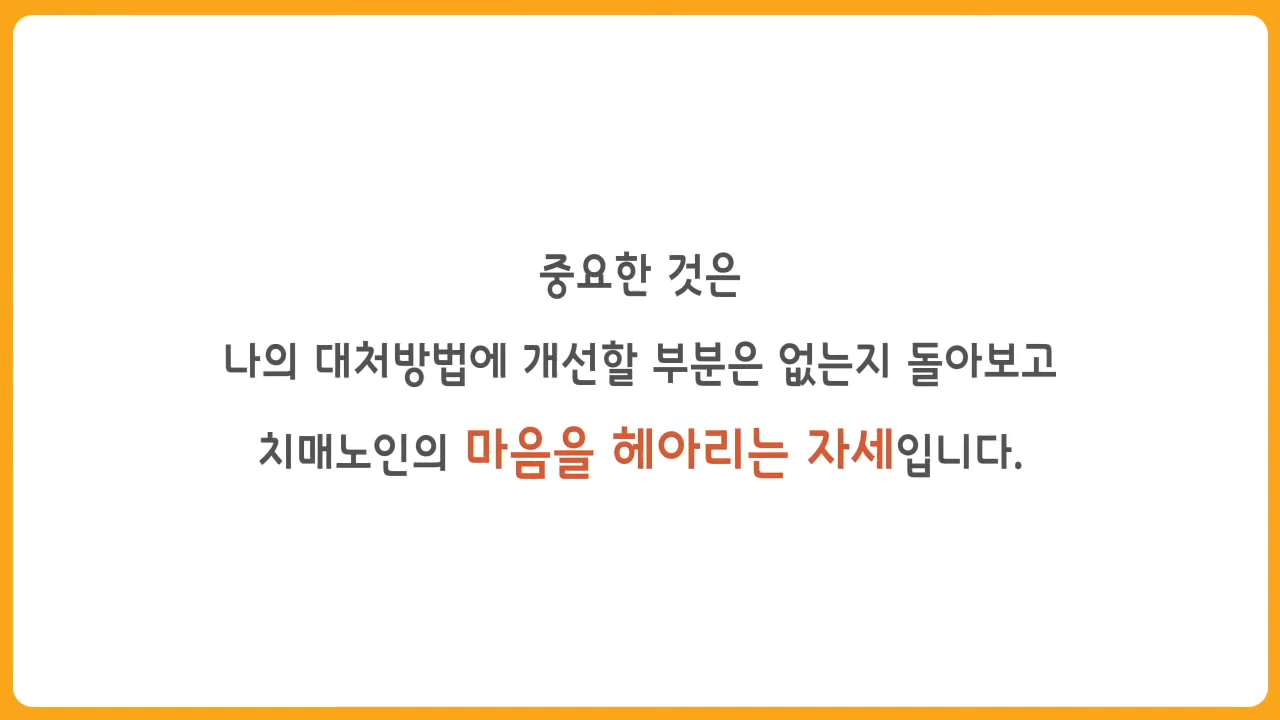 중요한 것은
나의 대처방법에 개선할 부분은 없는지 돌아보고
치매노인의 마음을 헤아리는 자세입니다.